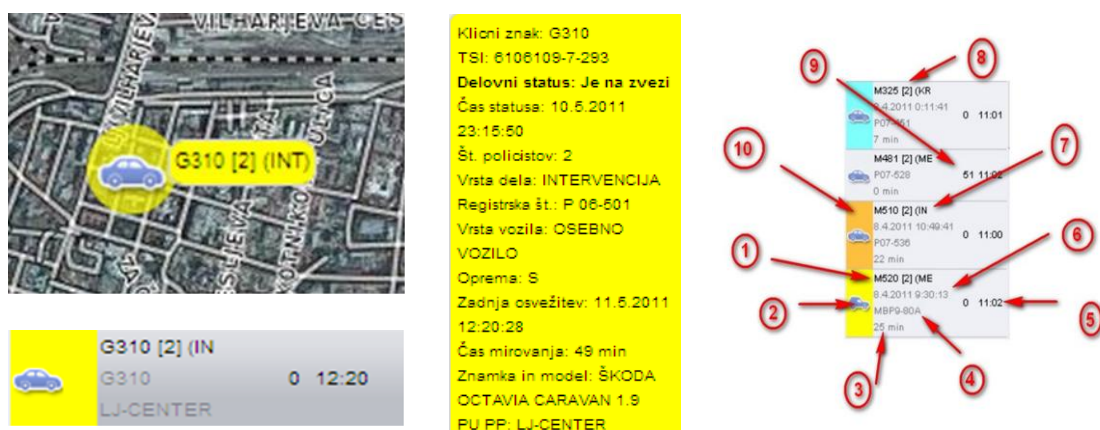 VILHARJEVA CES
VILHARJE
G310 [2] (INT)
KOTNIKO
ULICA
G310 [2] (IN
G310 0 12:20
LJ-CENTER
Klicni znak: G310
TSI: 6106109-7-293
Delovni status: Je na zvezi
Čas statusa: 10.5.2011
23:15:50
Št. policistov: 2
Vrsta dela: INTERVENCIJA
Registrska št.: P 06-501
Vrsta vozila: OSEBNO
VOZILO
Oprema: S
Zadnja osvežitev: 11.5.2011
12:20:28
Čas mirovanja: 49 min
Znamka in model: ŠKODA
OCTAVIA CARAVAN 1.9
PU PP: LJ-CENTER
8
9
M325 [2] (KR
8.4.2011 0:11:41
0 11:01
7 min
10
7
M481 [2] (ME
P07-528
51 11:02
0 min
M510 [2] (IN
8.4.2011 10:49:41
0 11:00
P07-536
22 min
1
6
M520 [2] (ME
8.4.2011 9:30:13
0 11:02
MBP9-80A
25 min
2
5
3
4